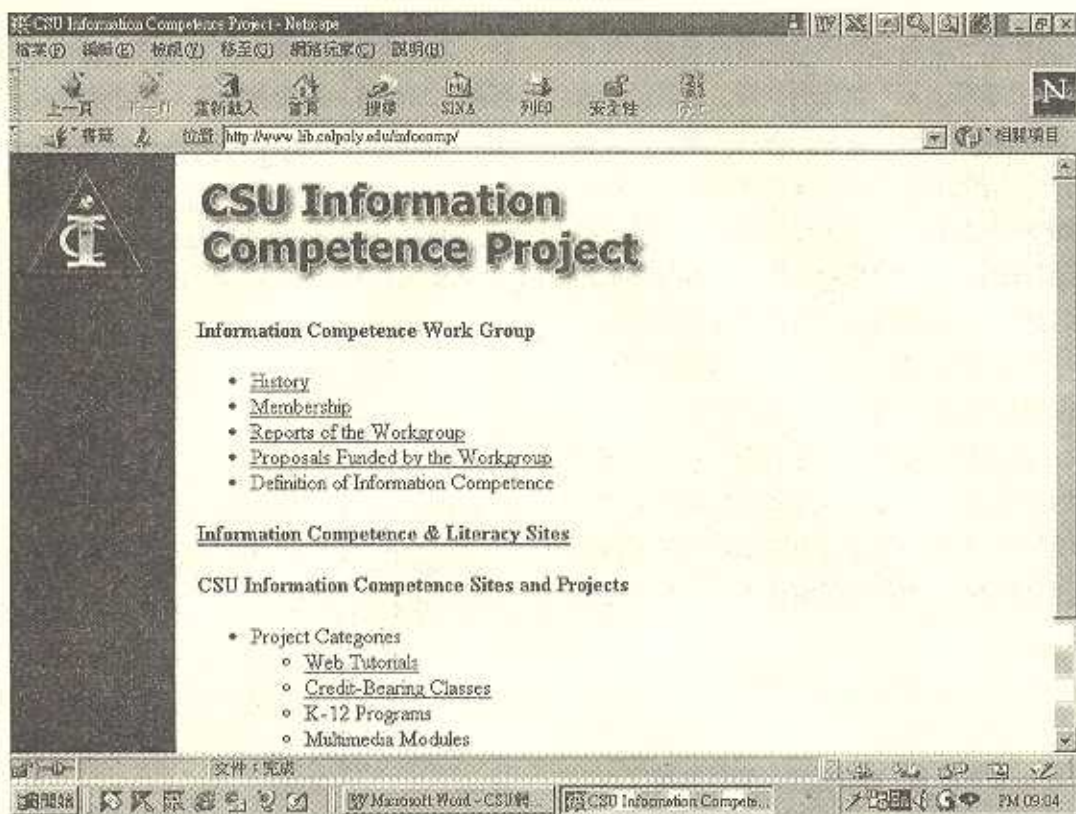 CSU Information Competence Project - Netscape
檔案(F) 編輯(E) 檢視(V) 移至(G) 網路玩家(C) 說明(H)
上一頁 下一頁 重新載入 首頁 搜尋 SINA 列印 安全性
書籤 位置 http://www.lib.calpoly.edu/infocomp/ 相關項目
CSU Information
Competence Project
Information Competence Work Group
• History
• Membership
• Reports of the Workgroup
• Proposals Funded by the Workgroup
• Definition of Information Competence
Information Competence & Literacy Sites
CSU Information Competence Sites and Projects
• Project Categories
◦ Web Tutorials
◦ Credit-Bearing Classes
◦ K-12 Programs
◦ Multimedia Modules
文件：完成
開始 Microsoft Word - CSU網... CSU Information Compete... PM 09:04